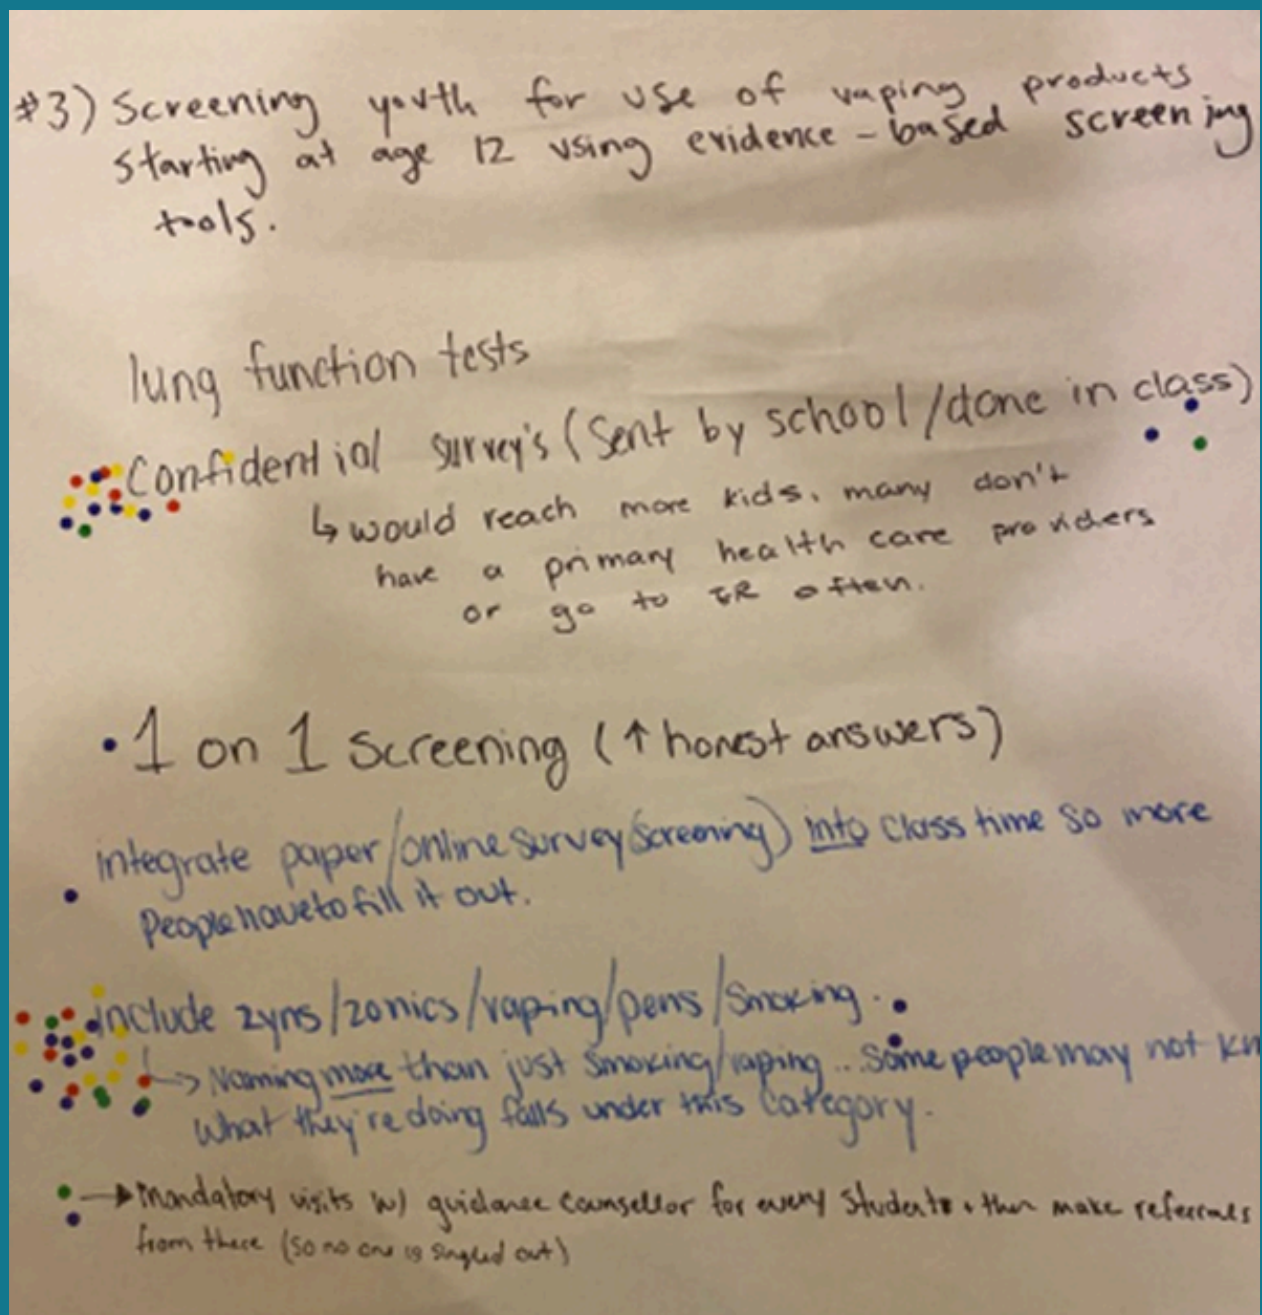 #3) Screening youth for use of vaping products
starting at age 12 using evidence-based screening
tools.
lung function tests
Confidential survey's (Sent by school/done in class)
↳ would reach more kids. many don't
have a primary health care providers
or go to ER often.
• 1 on 1 screening (↑ honest answers)
integrate paper/online survey (screening) into class time so more
People have to fill it out.
include zyns/zonics/vaping/pens/smoking.
↳ Naming more than just smoking/vaping...some people may not kn
what they're doing falls under this category.
→ Mandatory visits w/ guidance counsellor for every student + then make referrals
from there (so no one is singled out)